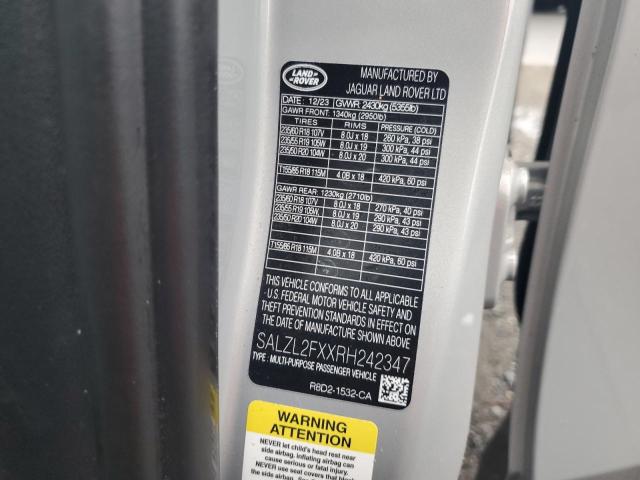 LAND
ROVER
MANUFACTURED BY
JAGUAR LAND ROVER LTD
DATE: 12/23 GVWR 2430kg (5355lb)
GAWR FRONT: 1340kg (2950lb)
TIRES RIMS PRESSURE (COLD)
235/60 R18 107V 8.0J x 18 260 kPa, 38 psi
235/55 R19 105W 8.0J x 19 300 kPa, 44 psi
235/50 R20 104W 8.0J x 20 300 kPa, 44 psi
T155/85 R18 115M 4.0B x 18 420 kPa, 60 psi
GAWR REAR: 1230kg (2710lb)
235/60 R18 107V 8.0J x 18 270 kPa, 40 psi
235/55 R19 105W 8.0J x 19 290 kPa, 43 psi
235/50 R20 104W 8.0J x 20 290 kPa, 43 psi
T155/85 R18 115M 4.0B x 18 420 kPa, 60 psi
THIS VEHICLE CONFORMS TO ALL APPLICABLE
U.S. FEDERAL MOTOR VEHICLE SAFETY AND
THEFT PREVENTION STANDARDS IN EFFECT ON
THE DATE OF MANUFACTURE SHOWN ABOVE.
SALZL2FXXRH242347
TYPE: MULTI-PURPOSE PASSENGER VEHICLE
R8D2-1532-CA
WARNING
ATTENTION
NEVER let child's head rest near
side airbag. Inflating airbag can
cause serious or fatal injury.
NEVER use seat covers that block
the side airbag.